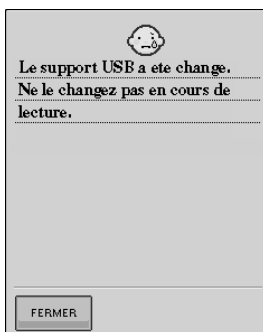 Le support USB a ete change.
Ne le changez pas en cours de
lecture.
FERMER